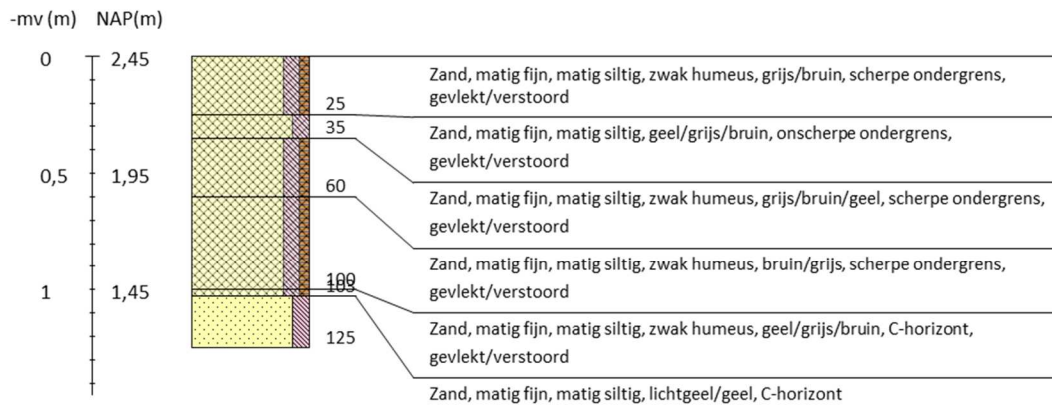 -mv (m) NAP(m)
0 2,45
Zand, matig fijn, matig siltig, zwak humeus, grijs/bruin, scherpe ondergrens,
gevlekt/verstoord
25
35
Zand, matig fijn, matig siltig, geel/grijs/bruin, onscherpe ondergrens,
gevlekt/verstoord
0,5 1,95
60
Zand, matig fijn, matig siltig, zwak humeus, grijs/bruin/geel, scherpe ondergrens,
gevlekt/verstoord
Zand, matig fijn, matig siltig, zwak humeus, bruin/grijs, scherpe ondergrens,
gevlekt/verstoord
100
1 1,45
103
Zand, matig fijn, matig siltig, zwak humeus, geel/grijs/bruin, C-horizont,
gevlekt/verstoord
125
Zand, matig fijn, matig siltig, lichtgeel/geel, C-horizont